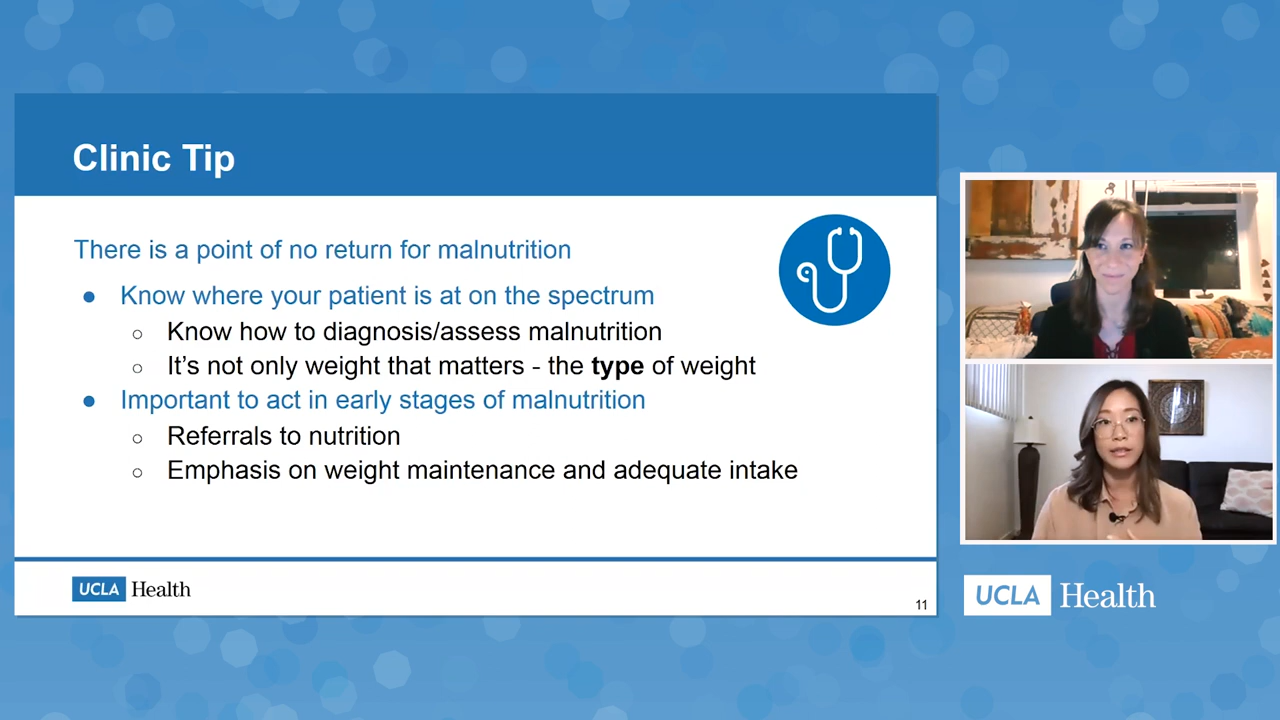 Clinic Tip
There is a point of no return for malnutrition
● Know where your patient is at on the spectrum
○ Know how to diagnosis/assess malnutrition
○ It’s not only weight that matters - the type of weight
● Important to act in early stages of malnutrition
○ Referrals to nutrition
○ Emphasis on weight maintenance and adequate intake
UCLA Health
11
UCLA Health